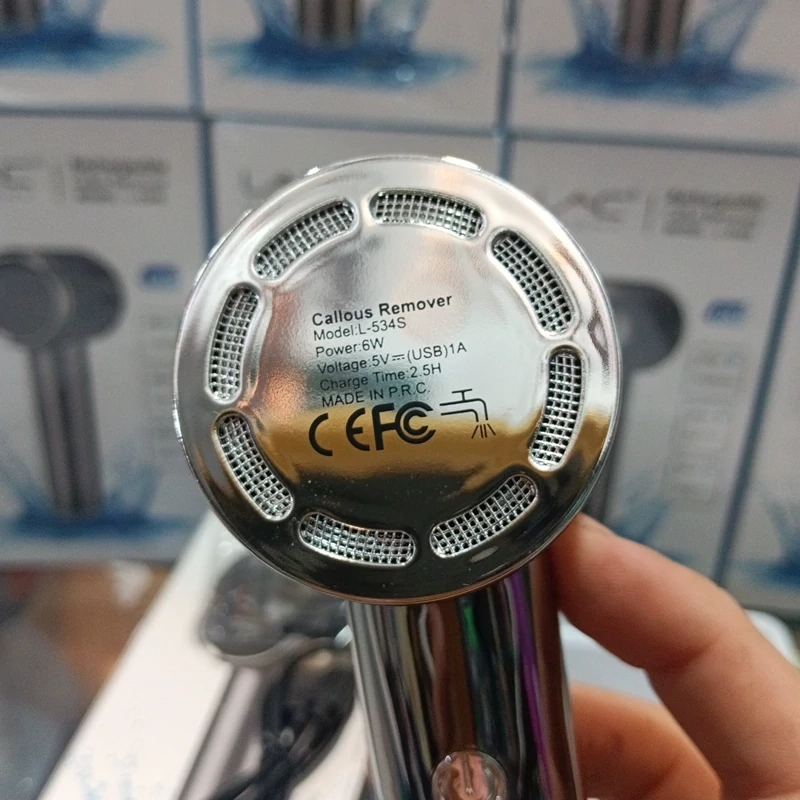 Callous Remover
Model:L-534S
Power:6W
Voltage:5V⎓(USB)1A
Charge Time:2.5H
MADE IN P.R.C.
CE FC